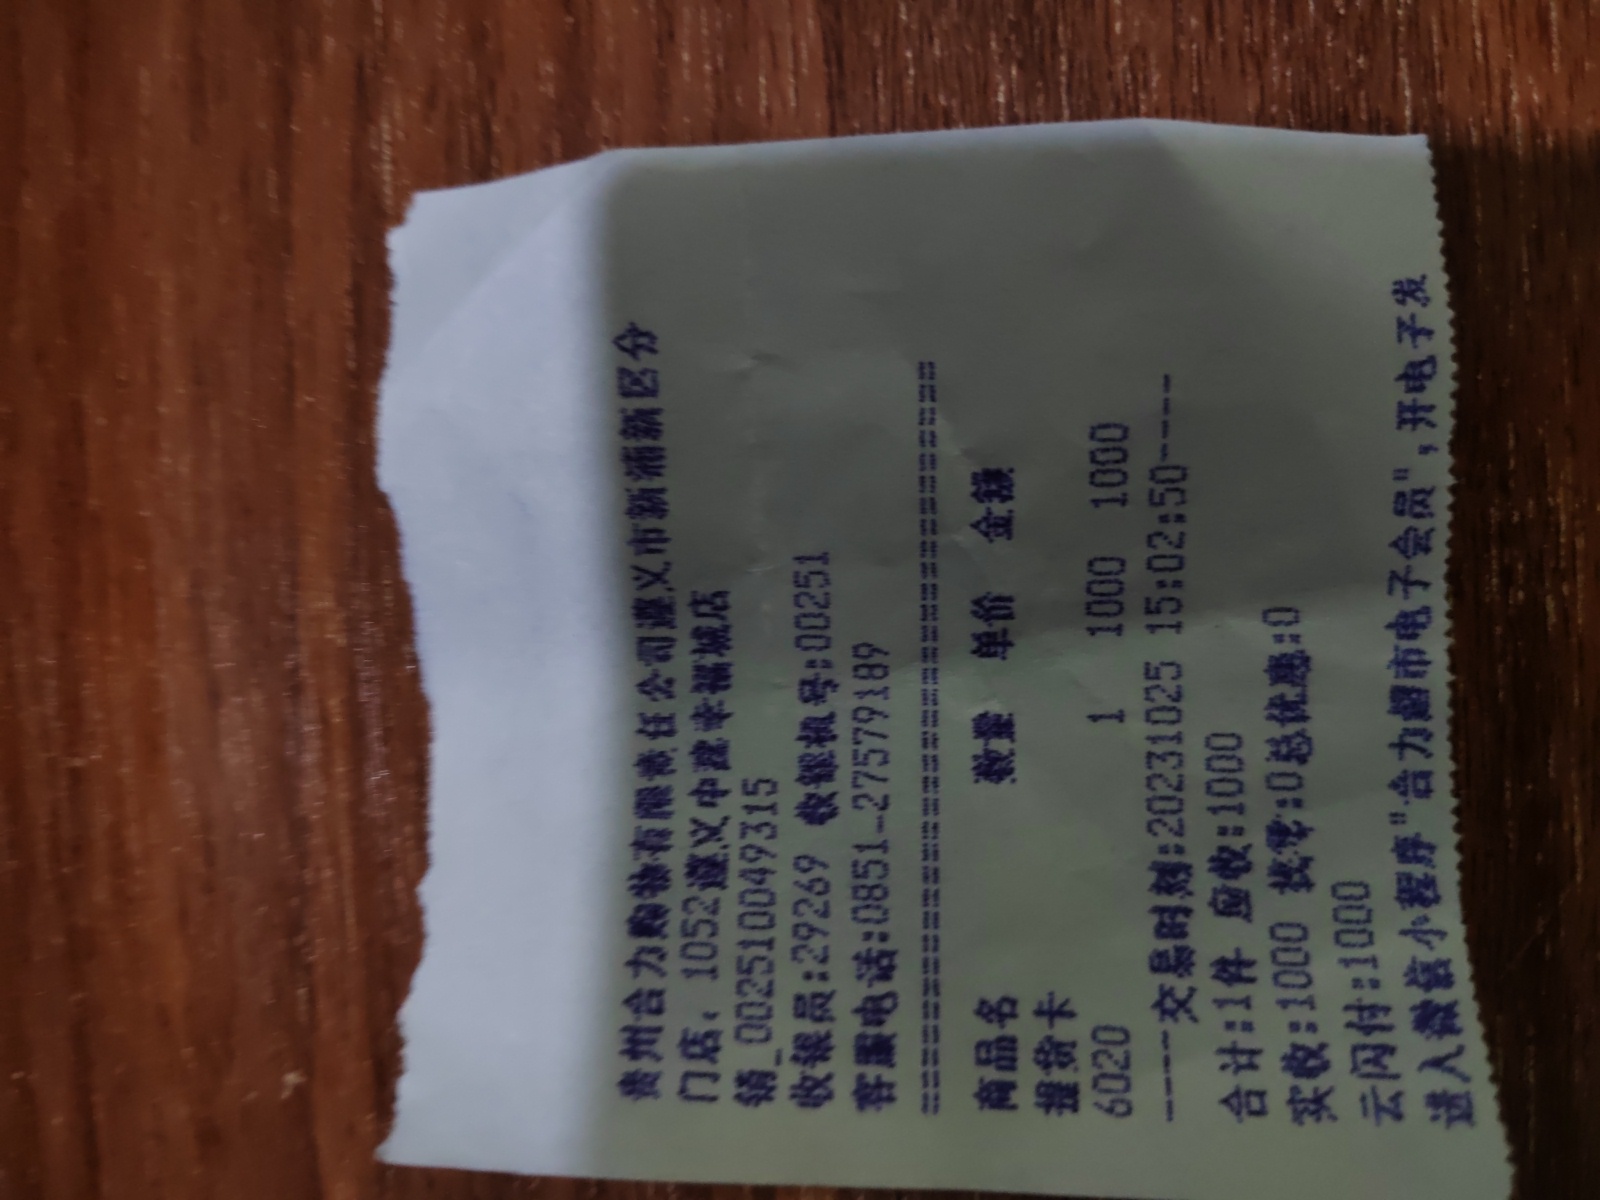 贵州合力购物有限责任公司遵义市新浦新区分
门店：1052遵义中建幸福城店
销_0025110049315
收银员:29269 收银机号:00251
客服电话:0851-27579189
================================
商品名 数量 单价 金额
提货卡
6020 1 1000 1000
----交易时刻:20231025 15:02:50----
合计:1件 应收:1000
实收:1000 找零:0总优惠:0
云闪付:1000
进入微信小程序"合力超市电子会员",开电子发